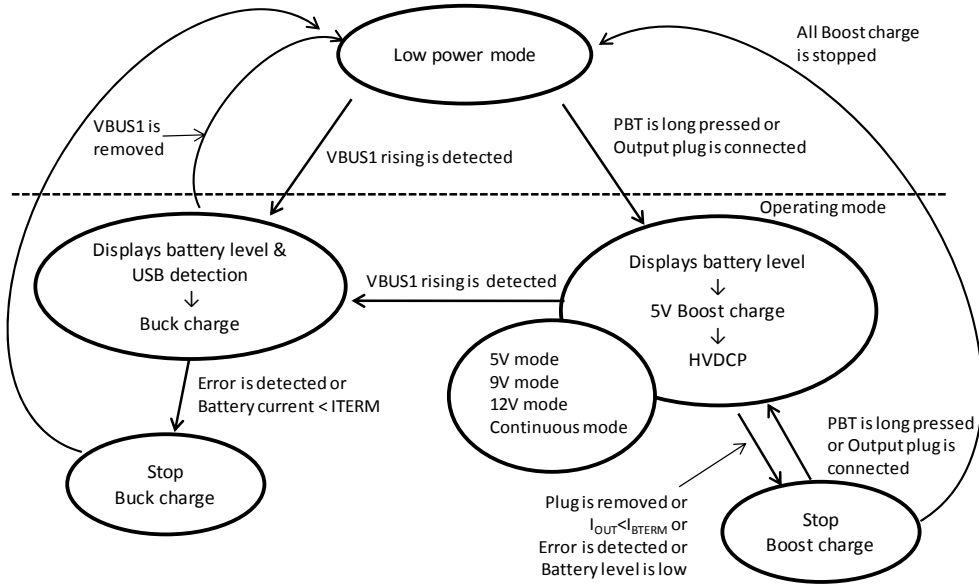 All Boost charge
is stopped
Low power mode
VBUS1 is
removed
VBUS1 rising is detected
PBT is long pressed or
Output plug is connected
Operating mode
Displays battery level &
USB detection
↓
Buck charge
VBUS1 rising is detected
Displays battery level
↓
5V Boost charge
↓
HVDCP
5V mode
9V mode
12V mode
Continuous mode
Error is detected or
Battery current < ITERM
PBT is long pressed
or Output plug is
connected
Stop
Buck charge
Plug is removed or
I_OUT<I_BTERM or
Error is detected or
Battery level is low
Stop
Boost charge